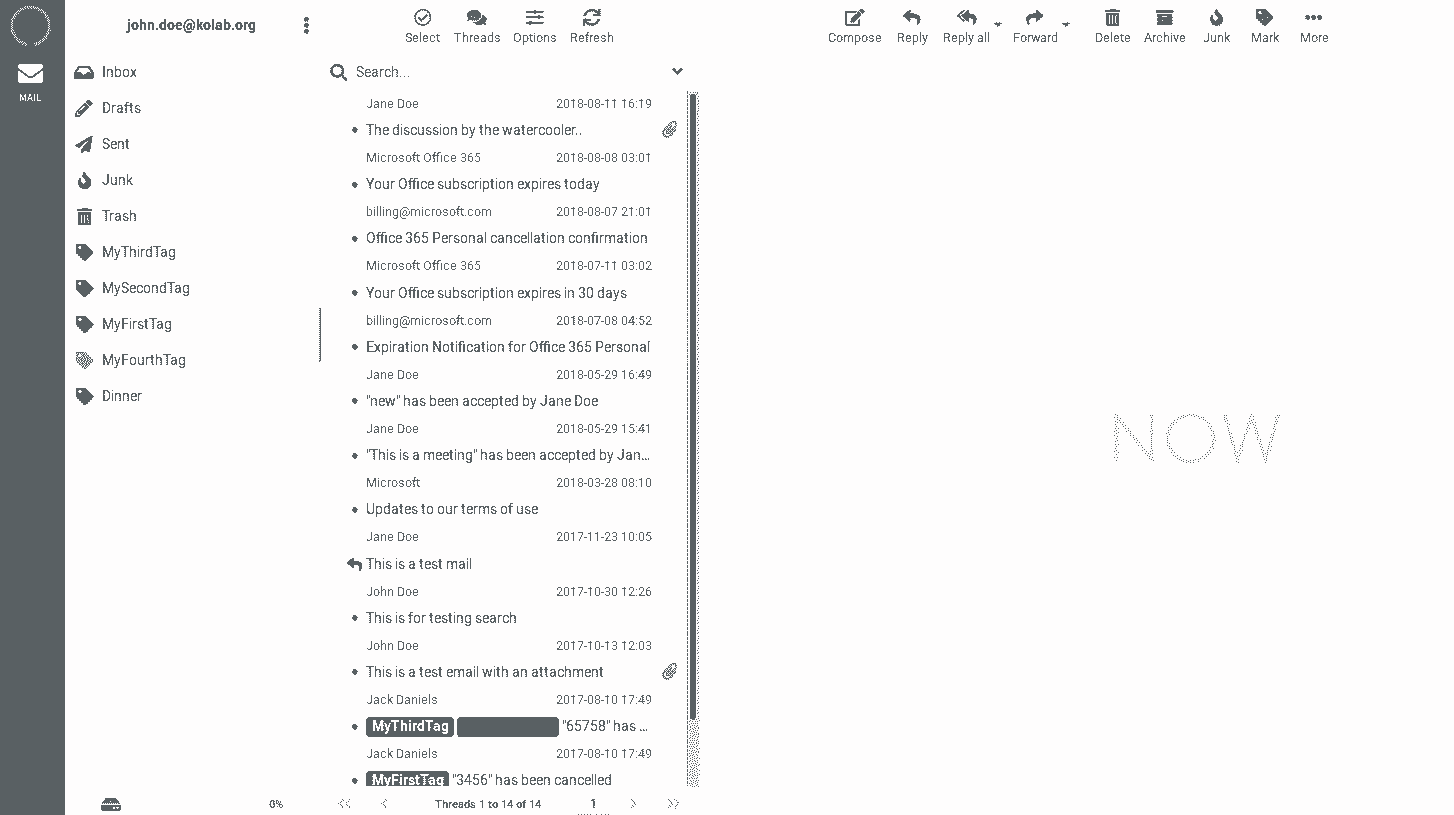 john.doe@kolab.org
Select Threads Options Refresh
Compose Reply Reply all Forward Delete Archive Junk Mark More
MAIL
Inbox
Drafts
Sent
Junk
Trash
MyThirdTag
MySecondTag
MyFirstTag
MyFourthTag
Dinner
Search...
Jane Doe 2018-08-11 16:19
The discussion by the watercooler..
Microsoft Office 365 2018-08-08 03:01
Your Office subscription expires today
billing@microsoft.com 2018-08-07 21:01
Office 365 Personal cancellation confirmation
Microsoft Office 365 2018-07-11 03:02
Your Office subscription expires in 30 days
billing@microsoft.com 2018-07-08 04:52
Expiration Notification for Office 365 Personal
Jane Doe 2018-05-29 16:49
"new" has been accepted by Jane Doe
Jane Doe 2018-05-29 15:41
"This is a meeting" has been accepted by Jan...
Microsoft 2018-03-28 08:10
Updates to our terms of use
Jane Doe 2017-11-23 10:05
This is a test mail
John Doe 2017-10-30 12:26
This is for testing search
John Doe 2017-10-13 12:03
This is a test email with an attachment
Jack Daniels 2017-08-10 17:49
MyThirdTag "65758" has ...
Jack Daniels 2017-08-10 17:49
MyFirstTag "3456" has been cancelled
0% Threads 1 to 14 of 14 1
NOW